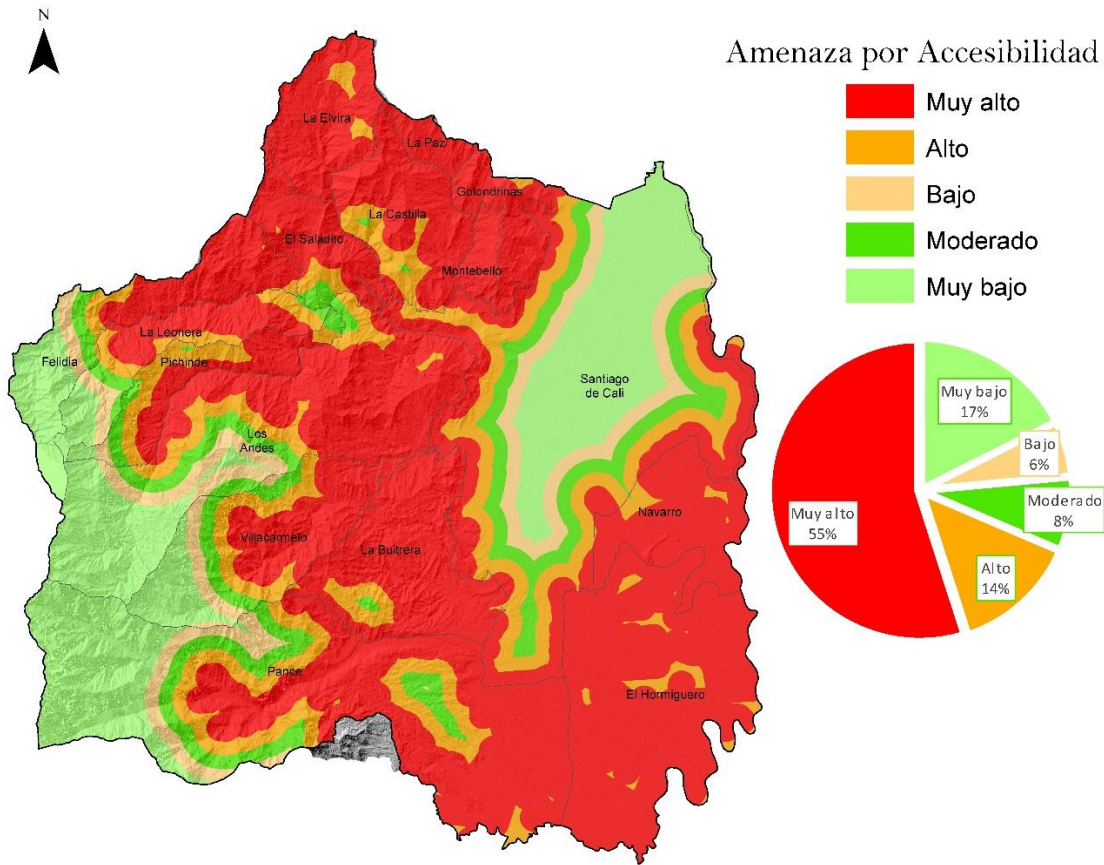 N
Amenaza por Accesibilidad
Muy alto
Alto
Bajo
Moderado
Muy bajo
La Elvira
La Paz
Golondrinas
La Castilla
El Saladito
Montebello
La Leonera
Felidia
Pichinde
Santiago
de Cali
Los
Andes
Navarro
Villacarmelo
La Buitrera
Pance
El Hormiguero
Muy bajo
17%
Bajo
6%
Moderado
8%
Muy alto
55%
Alto
14%